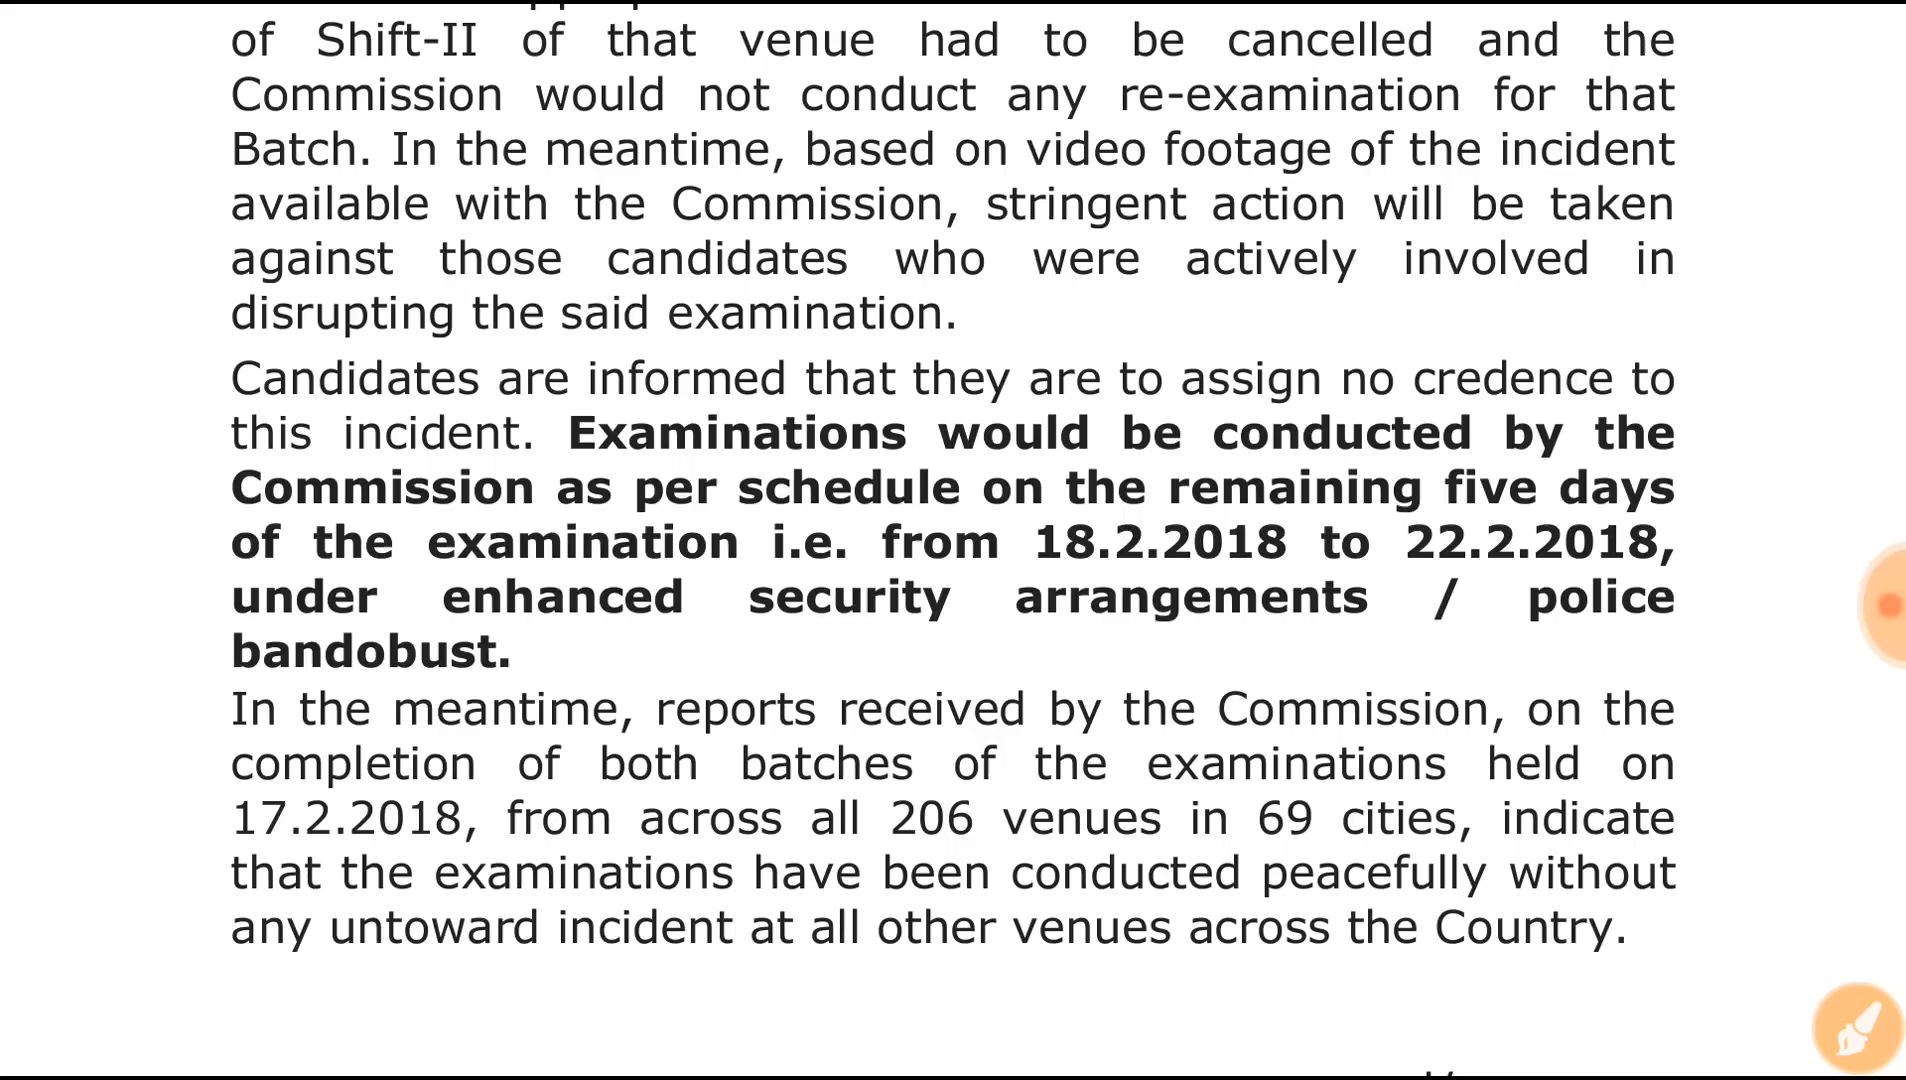 of Shift-II of that venue had to be cancelled and the
Commission would not conduct any re-examination for that
Batch. In the meantime, based on video footage of the incident
available with the Commission, stringent action will be taken
against those candidates who were actively involved in
disrupting the said examination.
Candidates are informed that they are to assign no credence to
this incident. Examinations would be conducted by the
Commission as per schedule on the remaining five days
of the examination i.e. from 18.2.2018 to 22.2.2018,
under enhanced security arrangements / police
bandobust.
In the meantime, reports received by the Commission, on the
completion of both batches of the examinations held on
17.2.2018, from across all 206 venues in 69 cities, indicate
that the examinations have been conducted peacefully without
any untoward incident at all other venues across the Country.